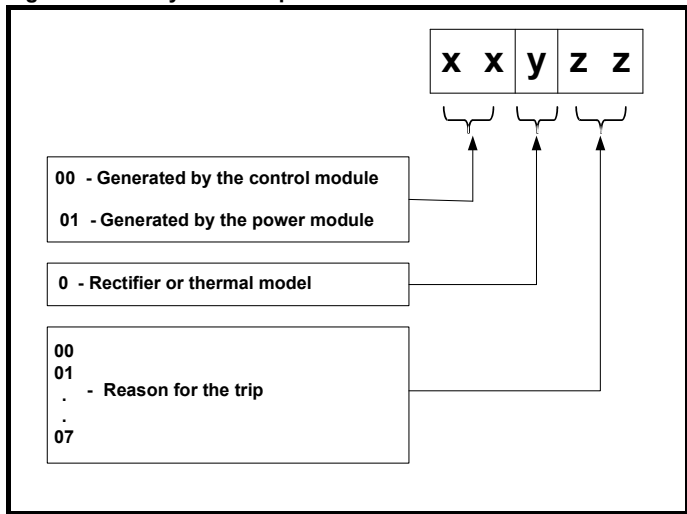 x x y z z
00 - Generated by the control module
01 - Generated by the power module
0 - Rectifier or thermal model
00
01
. - Reason for the trip
.
07